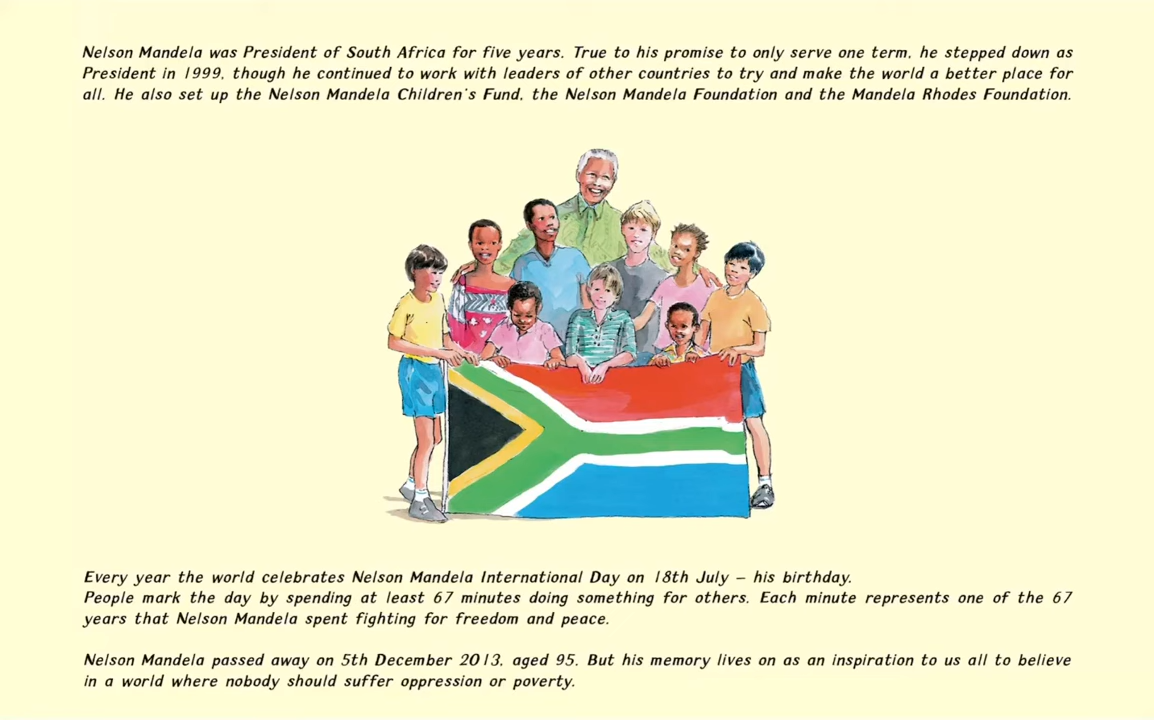 Nelson Mandela was President of South Africa for five years. True to his promise to only serve one term, he stepped down as
President in 1999, though he continued to work with leaders of other countries to try and make the world a better place for
all. He also set up the Nelson Mandela Children's Fund, the Nelson Mandela Foundation and the Mandela Rhodes Foundation.
Every year the world celebrates Nelson Mandela International Day on 18th July – his birthday.
People mark the day by spending at least 67 minutes doing something for others. Each minute represents one of the 67
years that Nelson Mandela spent fighting for freedom and peace.
Nelson Mandela passed away on 5th December 2013, aged 95. But his memory lives on as an inspiration to us all to believe
in a world where nobody should suffer oppression or poverty.